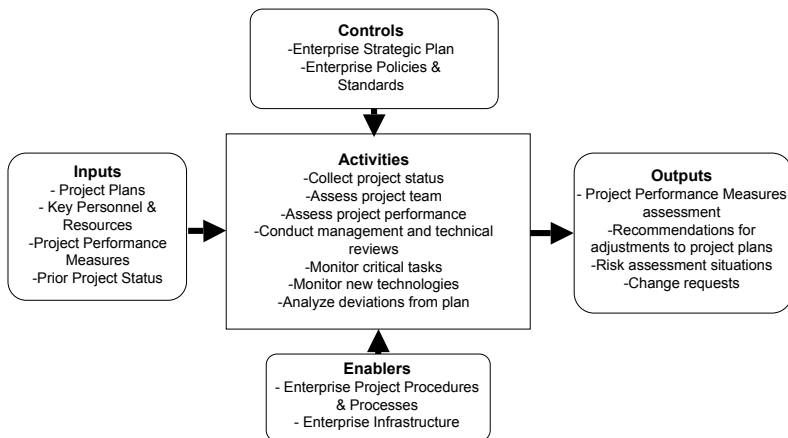 Controls
-Enterprise Strategic Plan
-Enterprise Policies &
Standards
Inputs
- Project Plans
- Key Personnel &
Resources
-Project Performance
Measures
-Prior Project Status
Activities
-Collect project status
-Assess project team
-Assess project performance
-Conduct management and technical
reviews
-Monitor critical tasks
-Monitor new technologies
-Analyze deviations from plan
Outputs
- Project Performance Measures
assessment
-Recommendations for
adjustments to project plans
-Risk assessment situations
-Change requests
Enablers
- Enterprise Project Procedures
& Processes
- Enterprise Infrastructure